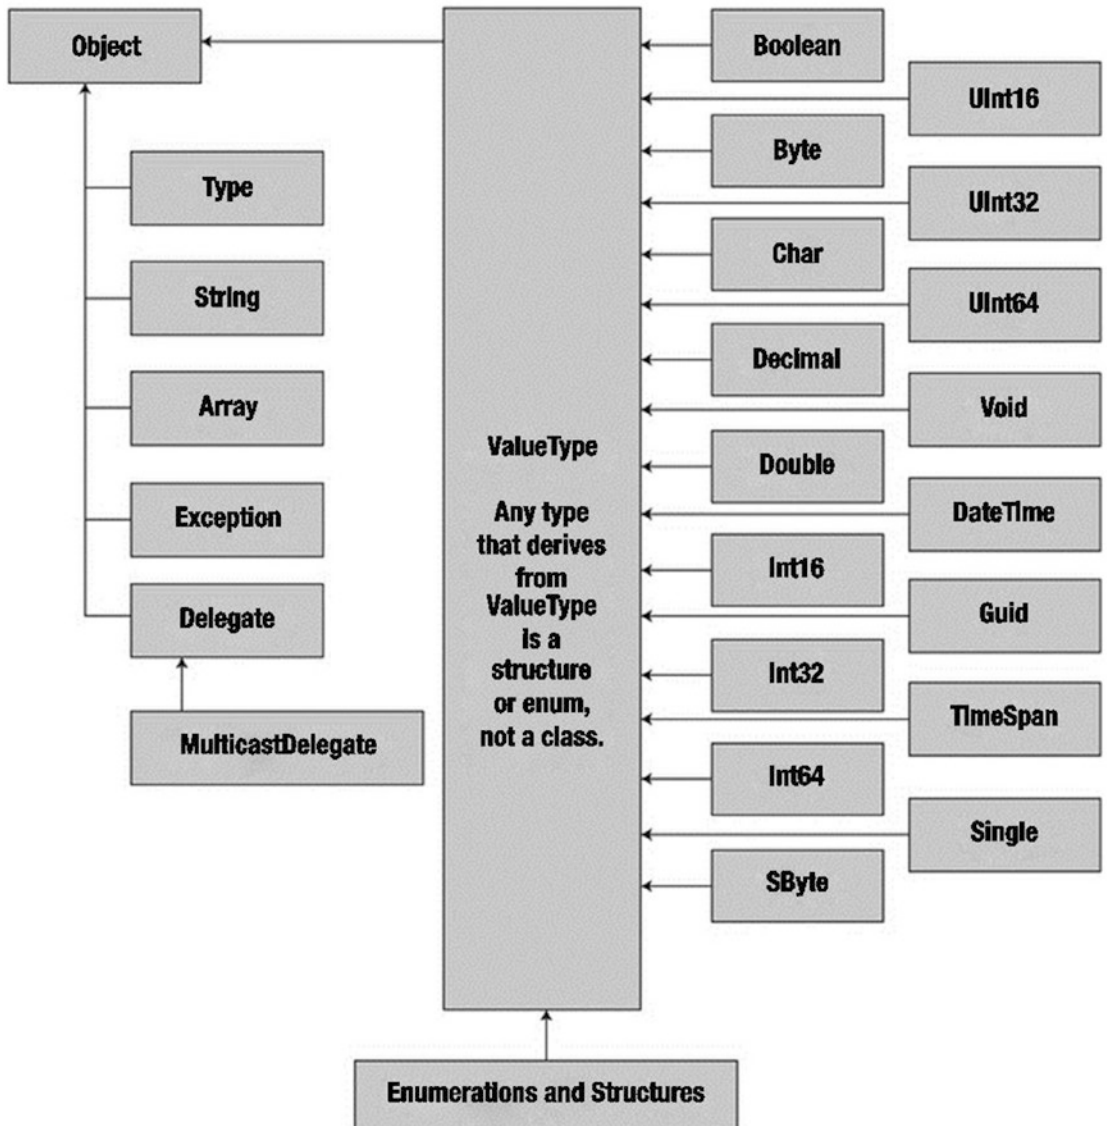 Object
Type
String
Array
Exception
Delegate
MulticastDelegate
ValueType
Any type
that derives
from
ValueType
is a
structure
or enum,
not a class.
Boolean
UInt16
Byte
UInt32
Char
UInt64
Decimal
Void
Double
DateTime
Int16
Guid
Int32
TimeSpan
Int64
Single
SByte
Enumerations and Structures